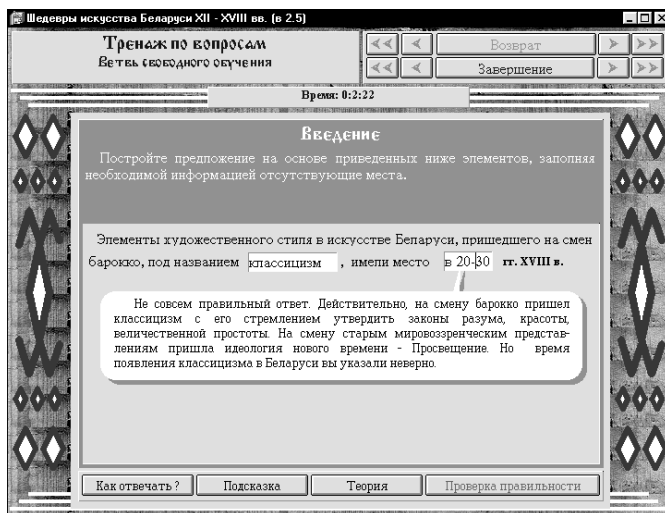 Шедевры искусства Беларуси XII - XVIII вв. (в 2.5)
Тренаж по вопросам
Ветвь свободного обучения
Возврат
Завершение
Время: 0:2:22
Введение
Постройте предложение на основе приведенных ниже элементов, заполняя
необходимой информацией отсутствующие места.
Элементы художественного стиля в искусстве Беларуси, пришедшего на смен
барокко, под названием классицизм , имели место в 20-30 гг. XVIII в.
Не совсем правильный ответ. Действительно, на смену барокко пришел
классицизм с его стремлением утвердить законы разума, красоты,
величественной простоты. На смену старым мировоззренческим представ-
лениям пришла идеология нового времени - Просвещение. Но время
появления классицизма в Беларуси вы указали неверно.
Как отвечать ?
Подсказка
Теория
Проверка правильности